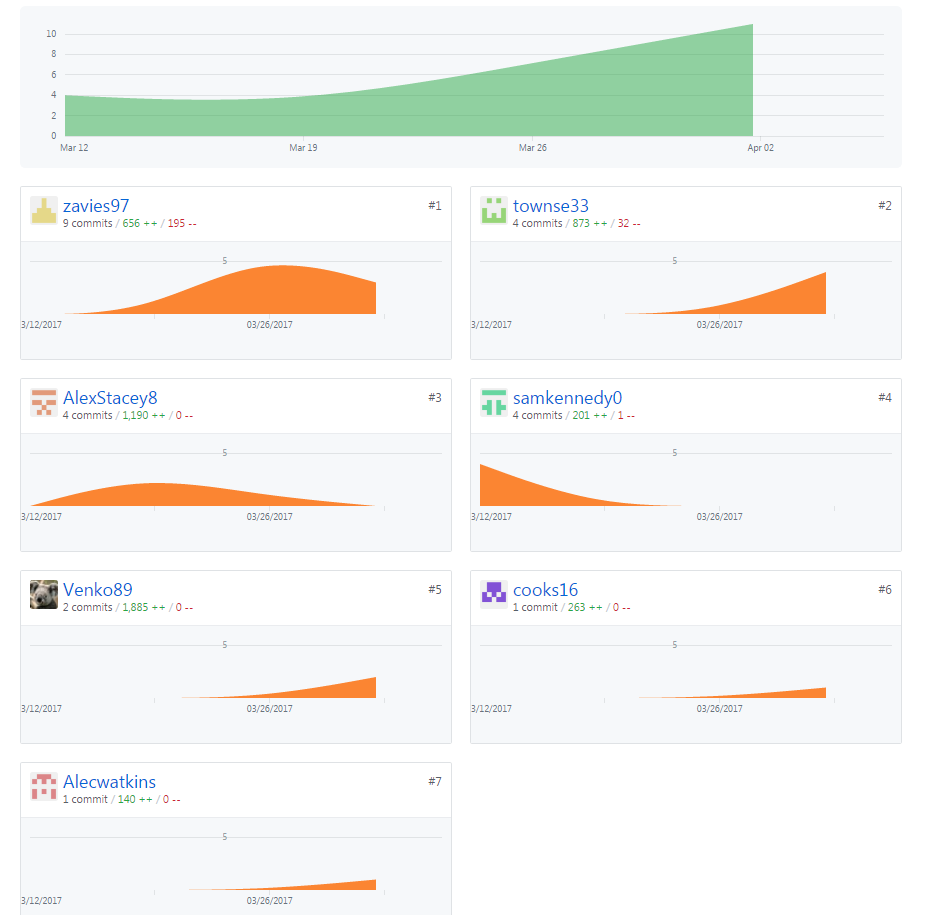 10
8
6
4
2
0
Mar 12 Mar 19 Mar 26 Apr 02
zavies97 #1
9 commits / 656 ++ / 195 --
5
3/12/2017 03/26/2017
townse33 #2
4 commits / 873 ++ / 32 --
5
3/12/2017 03/26/2017
AlexStacey8 #3
4 commits / 1,190 ++ / 0 --
5
3/12/2017 03/26/2017
samkennedy0 #4
4 commits / 201 ++ / 1 --
5
3/12/2017 03/26/2017
Venko89 #5
2 commits / 1,885 ++ / 0 --
5
3/12/2017 03/26/2017
cooks16 #6
1 commit / 263 ++ / 0 --
5
3/12/2017 03/26/2017
Alecwatkins #7
1 commit / 140 ++ / 0 --
5
3/12/2017 03/26/2017